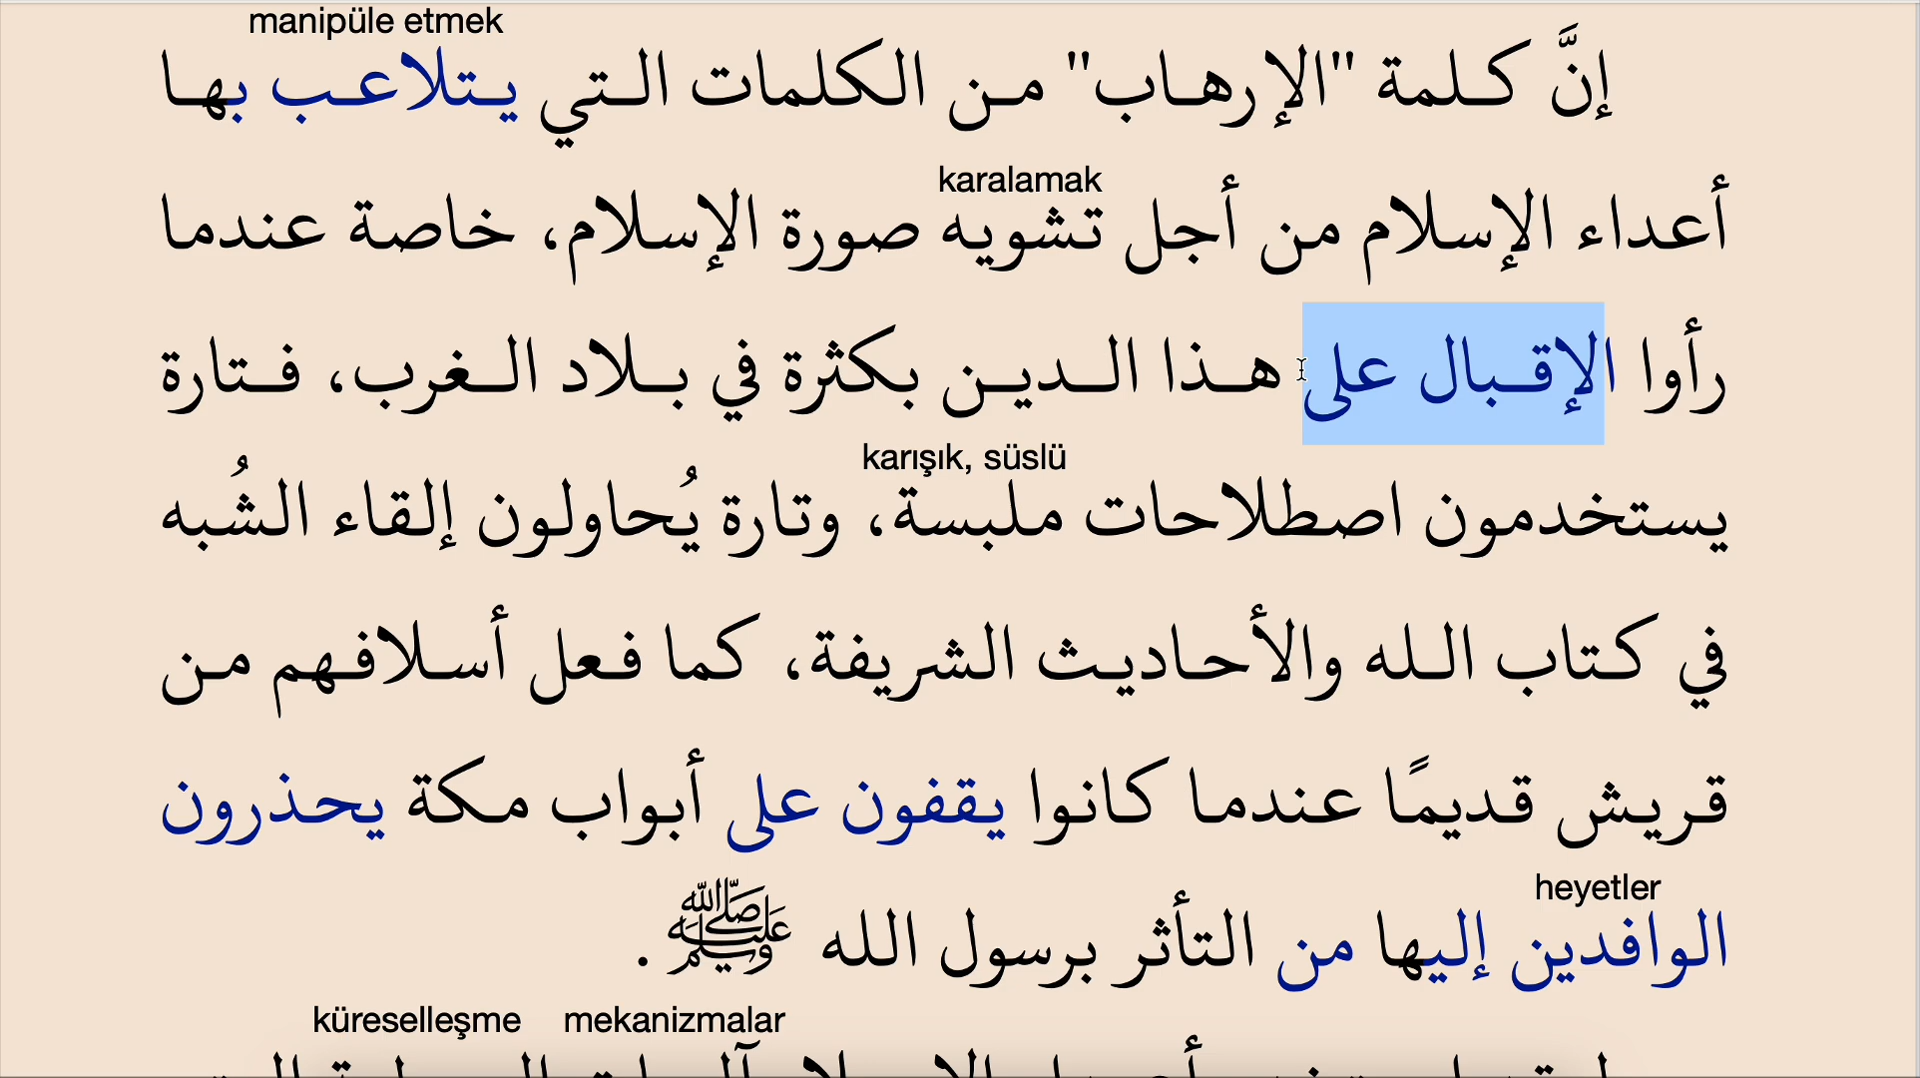 manipüle etmek
إنَّ كلمة "الإرهاب" من الكلمات التي يتلاعب بها
karalamak
أعداء الإسلام من أجل تشويه صورة الإسلام، خاصة عندما
رأوا الإقبال على هذا الدين بكثرة في بلاد الغرب، فتارة
karışık, süslü
يستخدمون اصطلاحات ملبسة، وتارة يُحاولون إلقاء الشُبه
في كتاب الله والأحاديث الشريفة، كما فعل أسلافهم من
قريش قديمًا عندما كانوا يقفون على أبواب مكة يحذرون
heyetler
الوافدين إليها من التأثر برسول الله ﷺ .
küreselleşme mekanizmalar